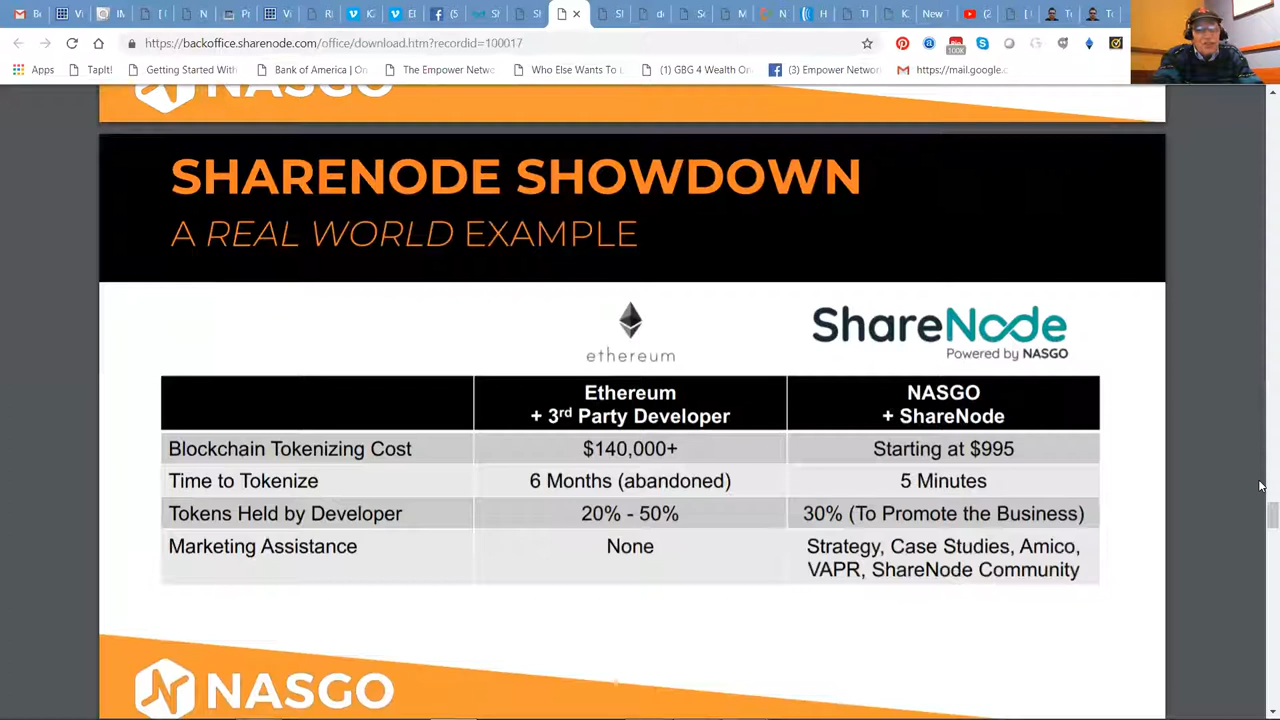 https://backoffice.sharenode.com/office/download.htm?recordid=100017
Apps
TapIt!
Getting Started With
Bank of America | On
The Empower Netwo
Who Else Wants To
(1) GBG 4 Wealth On
(3) Empower Network
https://mail.google.c
NASGO
SHARENODE SHOWDOWN
A REAL WORLD EXAMPLE
ethereum
ShareNode
Powered by NASGO
Ethereum + 3rd Party Developer
NASGO + ShareNode
Blockchain Tokenizing Cost $140,000+ Starting at $995
Time to Tokenize 6 Months (abandoned) 5 Minutes
Tokens Held by Developer 20% - 50% 30% (To Promote the Business)
Marketing Assistance None Strategy, Case Studies, Amico,
VAPR, ShareNode Community
NASGO